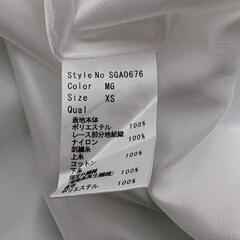 Style No SGA0676
Color MG
Size XS
Qual
表地本体
ポリエステル 100%
レース部分地組織
ナイロン 100%
刺繍糸
上糸
コットン 100%
下糸
100%
ポリエステル 100%